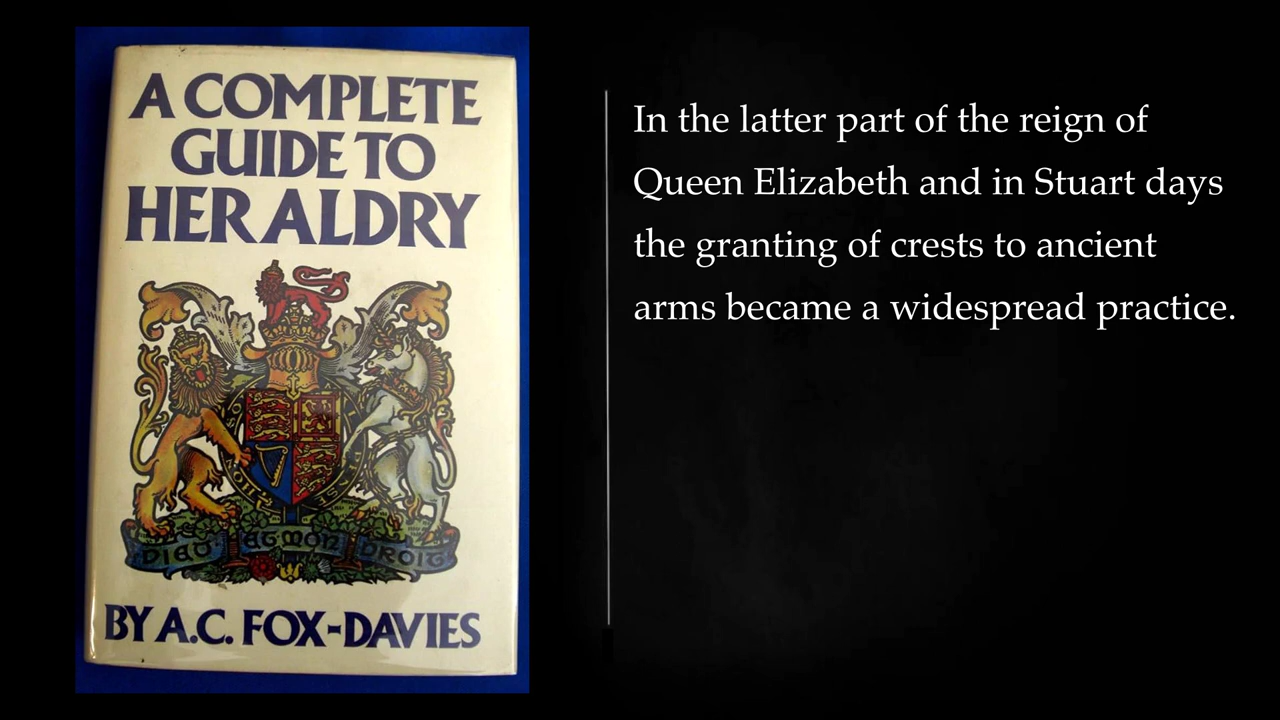 A COMPLETE
GUIDE TO
HERALDRY
DIEU ET MON DROIT
BY A.C. FOX-DAVIES
In the latter part of the reign of
Queen Elizabeth and in Stuart days
the granting of crests to ancient
arms became a widespread practice.